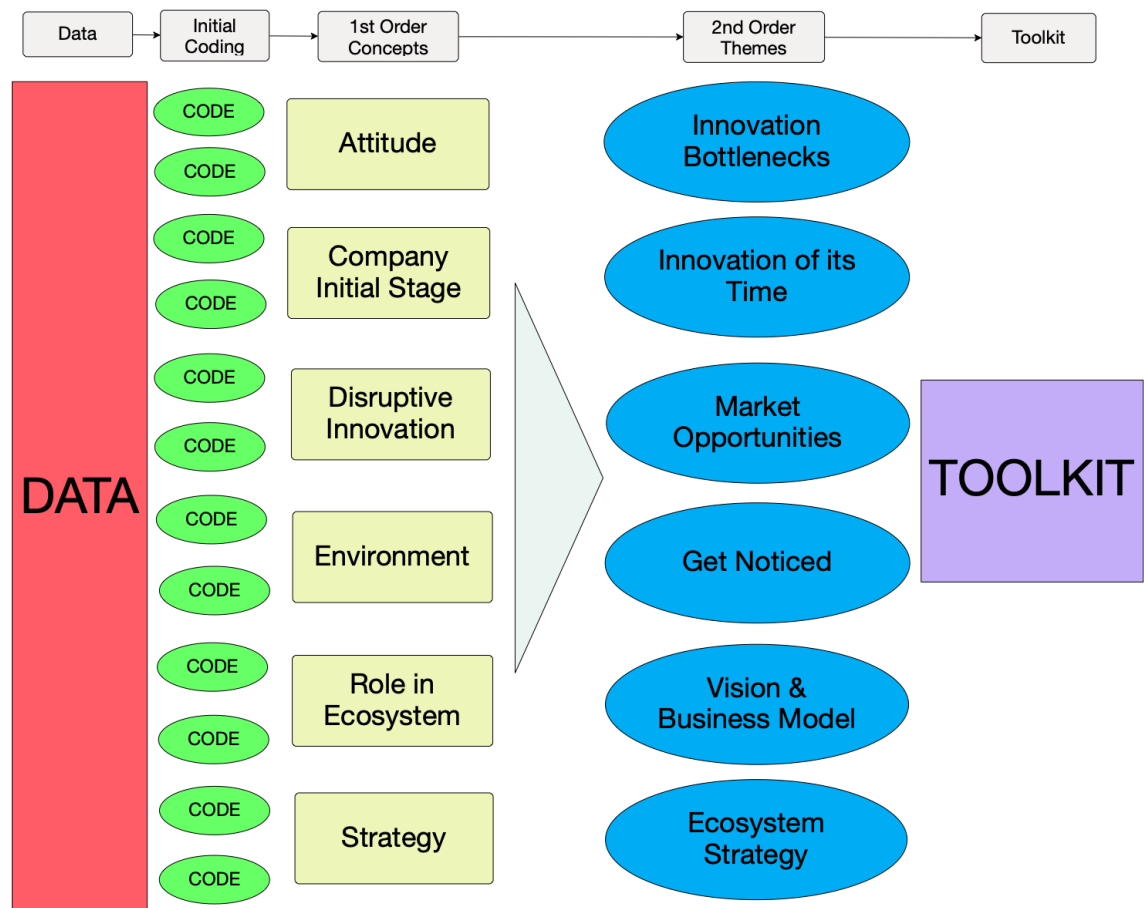 Data
Initial
Coding
1st Order
Concepts
2nd Order
Themes
Toolkit
DATA
CODE
CODE
CODE
CODE
CODE
CODE
CODE
CODE
CODE
CODE
CODE
CODE
Attitude
Company
Initial Stage
Disruptive
Innovation
Environment
Role in
Ecosystem
Strategy
Innovation
Bottlenecks
Innovation of its
Time
Market
Opportunities
Get Noticed
Vision &
Business Model
Ecosystem
Strategy
TOOLKIT